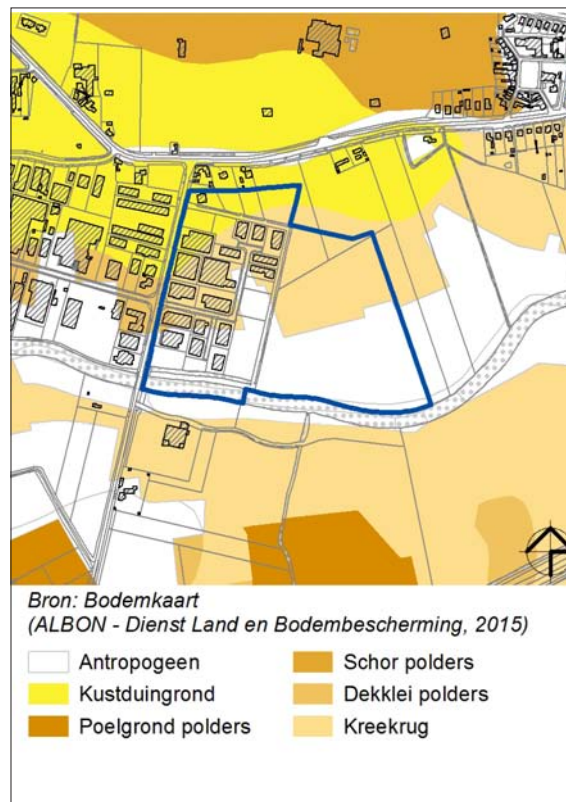 Bron: Bodemkaart
(ALBON - Dienst Land en Bodembescherming, 2015)
Antropogeen
Kustduingrond
Poelgrond polders
Schor polders
Dekklei polders
Kreekrug